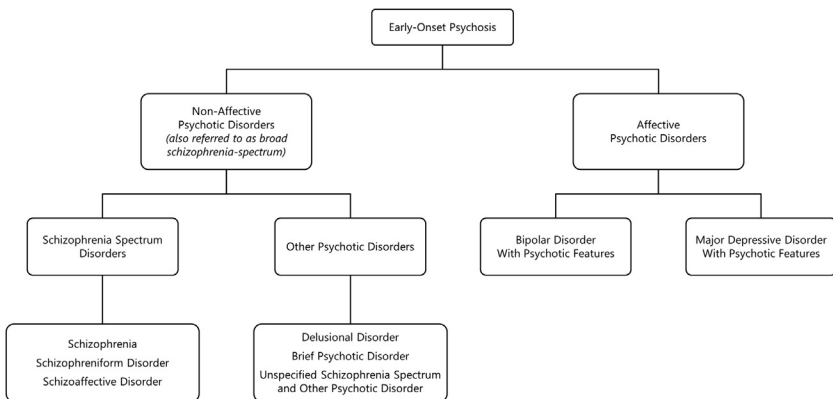 Early-Onset Psychosis
Non-Affective
Psychotic Disorders
(also referred to as broad
schizophrenia-spectrum)
Affective
Psychotic Disorders
Schizophrenia Spectrum
Disorders
Other Psychotic Disorders
Bipolar Disorder
With Psychotic Features
Major Depressive Disorder
With Psychotic Features
Schizophrenia
Schizophreniform Disorder
Schizoaffective Disorder
Delusional Disorder
Brief Psychotic Disorder
Unspecified Schizophrenia Spectrum
and Other Psychotic Disorder